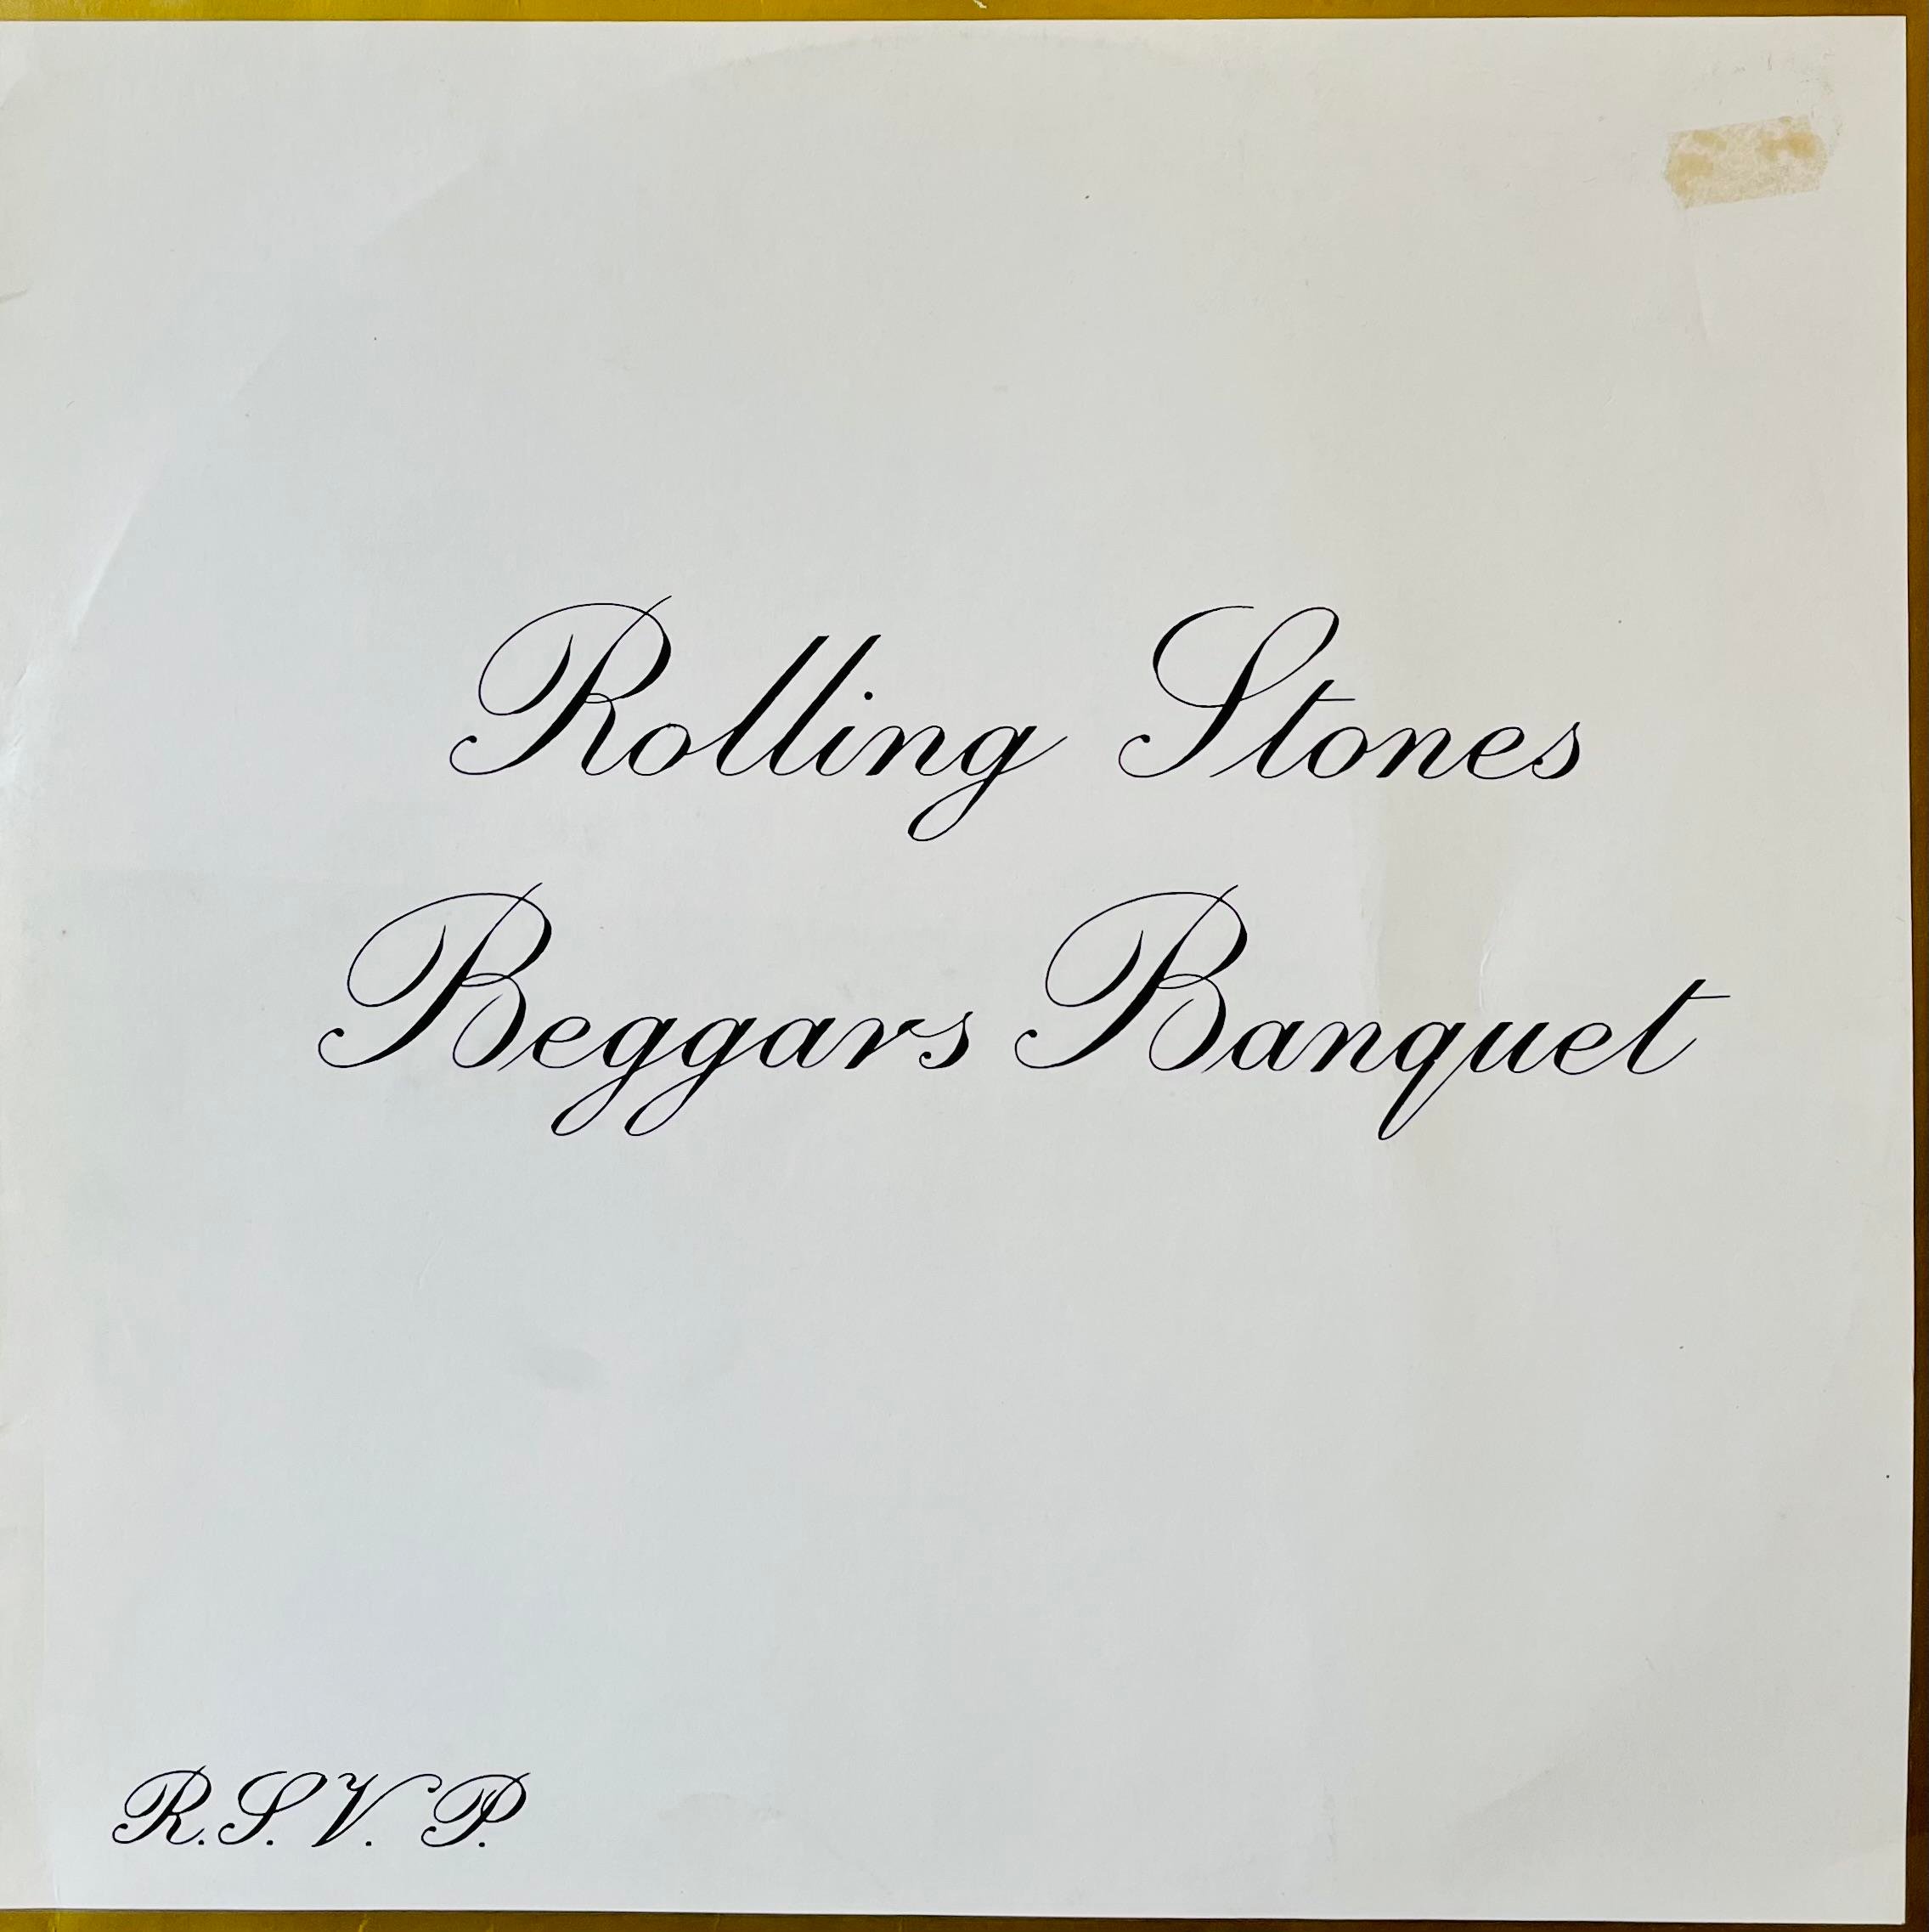 Rolling Stones
Beggars Banquet
R.S.V.P.